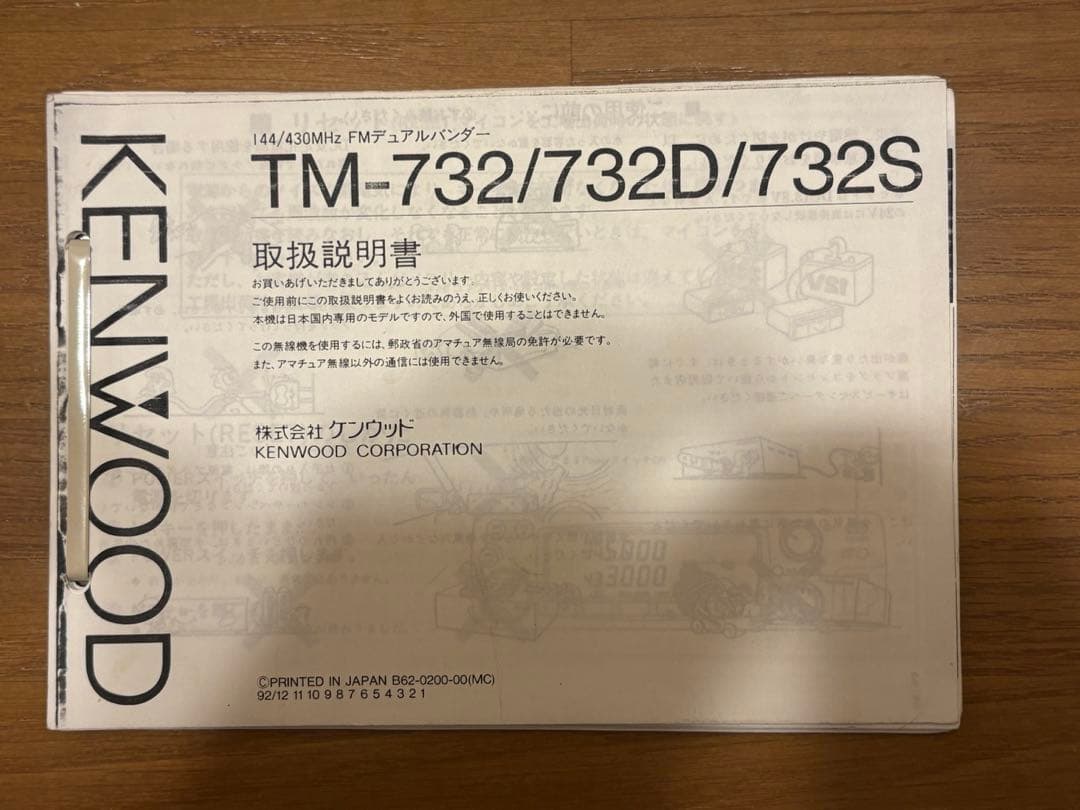 KENWOOD
144/430MHz FMデュアルバンダー
TM-732/732D/732S
取扱説明書
お買いあげいただきましてありがとうございます。
ご使用前にこの取扱説明書をよくお読みのうえ、正しくお使いください。
本機は日本国内専用のモデルですので、外国で使用することはできません。
この無線機を使用するには、郵政省のアマチュア無線局の免許が必要です。
また、アマチュア無線以外の通信には使用できません。
株式会社 ケンウッド
KENWOOD CORPORATION
©PRINTED IN JAPAN B62-0200-00(MC)
92/12 11 10 9 8 7 6 5 4 3 2 1